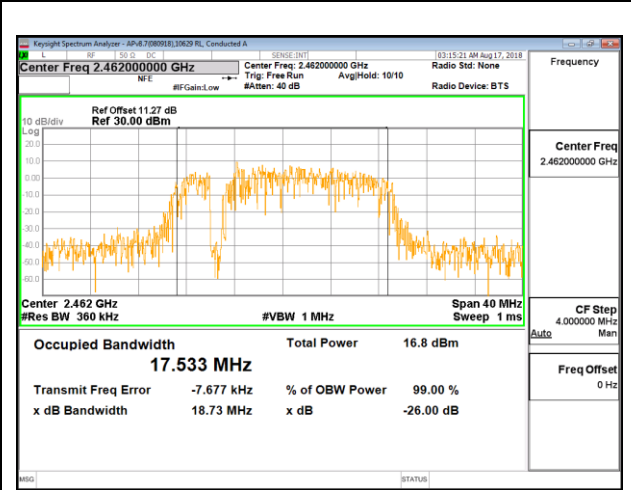 Keysight Spectrum Analyzer - APv8.7(080918),10629 RL, Conducted A
L RF 50 Ω DC SENSE:INT 03:15:21 AM Aug 17, 2018
Center Freq 2.462000000 GHz
NFE
#IFGain:Low
Center Freq: 2.462000000 GHz
Trig: Free Run Avg|Hold: 10/10
#Atten: 40 dB
Radio Std: None
Radio Device: BTS
Frequency
Ref Offset 11.27 dB
10 dB/div Ref 30.00 dBm
Log
20.0
10.0
0.00
-10.0
-20.0
-30.0
-40.0
-50.0
-60.0
Center 2.462 GHz Span 40 MHz
#Res BW 360 kHz #VBW 1 MHz Sweep 1 ms
Occupied Bandwidth Total Power 16.8 dBm
17.533 MHz
Transmit Freq Error -7.677 kHz % of OBW Power 99.00 %
x dB Bandwidth 18.73 MHz x dB -26.00 dB
Center Freq
2.462000000 GHz
CF Step
4.000000 MHz
Auto Man
Freq Offset
0 Hz
MSG STATUS